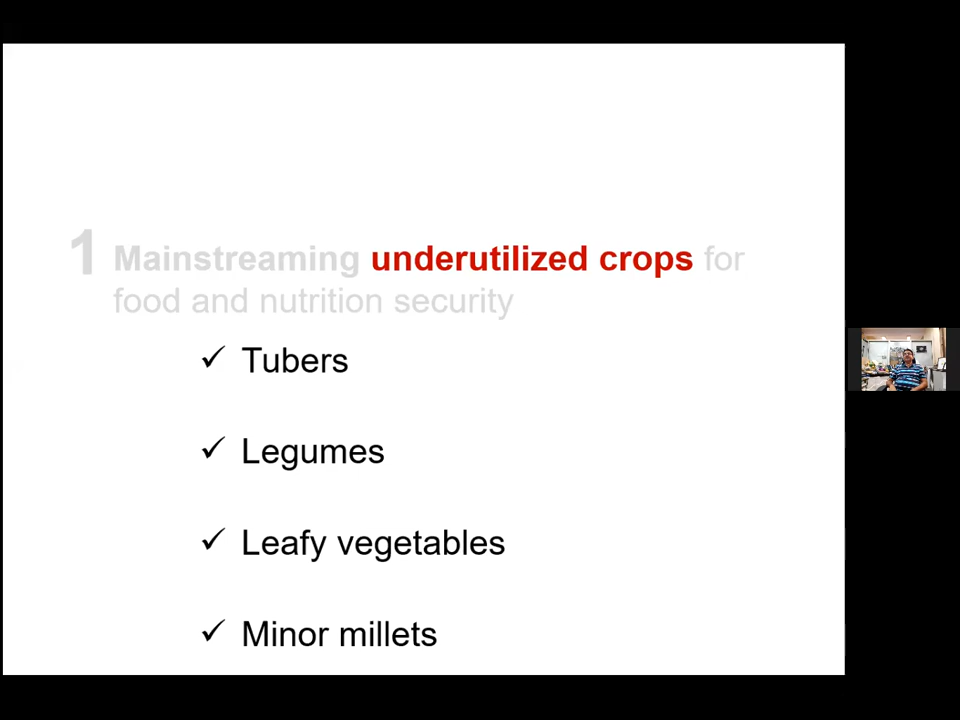 1 Mainstreaming underutilized crops for
food and nutrition security
✓ Tubers
✓ Legumes
✓ Leafy vegetables
✓ Minor millets